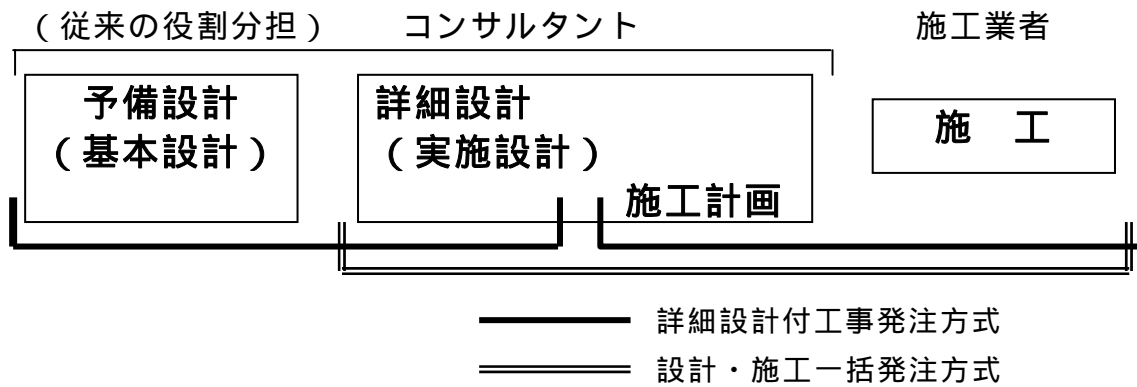 （従来の役割分担）　コンサルタント　施工業者
予備設計
（基本設計）
詳細設計
（実施設計）
施工計画
施　工
詳細設計付工事発注方式
設計・施工一括発注方式